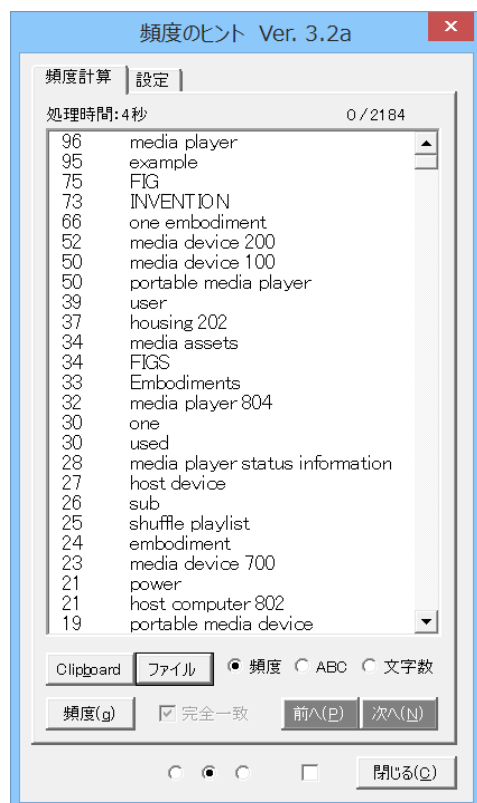 頻度のヒント Ver. 3.2a
x
頻度計算 設定
処理時間:4秒 0/2184
96 media player
95 example
75 FIG
73 INVENTION
66 one embodiment
52 media device 200
50 media device 100
50 portable media player
39 user
37 housing 202
34 media assets
34 FIGS
33 Embodiments
32 media player 804
30 one
30 used
28 media player status information
27 host device
26 sub
25 shuffle playlist
24 embodiment
23 media device 700
21 power
21 host computer 802
19 portable media device
Clipboard ファイル 頻度 ABC 文字数
頻度(g) 完全一致 前へ(P) 次へ(N)
閉じる(C)